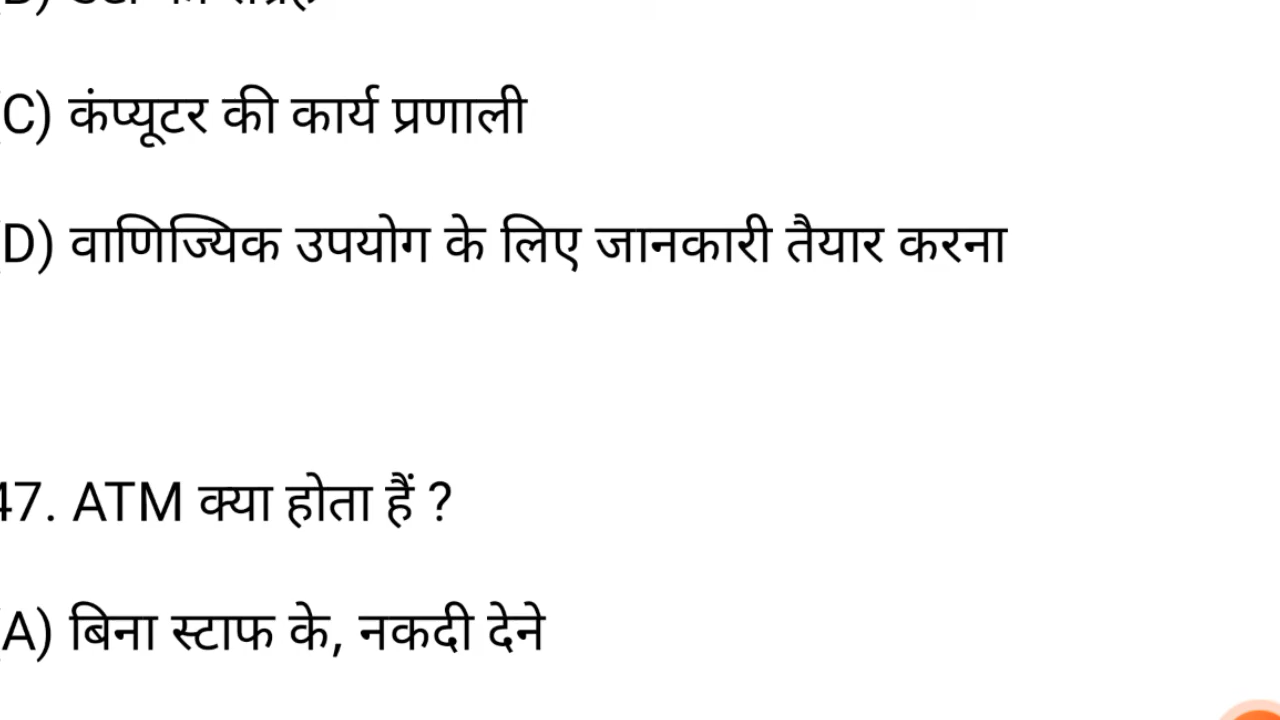 (C) कंप्यूटर की कार्य प्रणाली
(D) वाणिज्यिक उपयोग के लिए जानकारी तैयार करना
47. ATM क्या होता हैं ?
(A) बिना स्टाफ के, नकदी देने